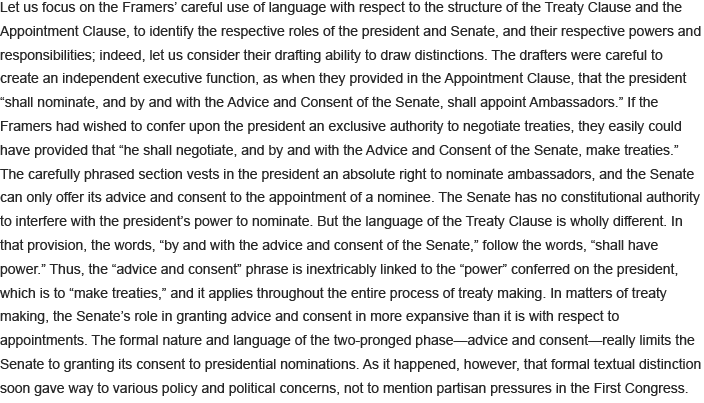 Let us focus on the Framers’ careful use of language with respect to the structure of the Treaty Clause and the
Appointment Clause, to identify the respective roles of the president and Senate, and their respective powers and
responsibilities; indeed, let us consider their drafting ability to draw distinctions. The drafters were careful to
create an independent executive function, as when they provided in the Appointment Clause, that the president
“shall nominate, and by and with the Advice and Consent of the Senate, shall appoint Ambassadors.” If the
Framers had wished to confer upon the president an exclusive authority to negotiate treaties, they easily could
have provided that “he shall negotiate, and by and with the Advice and Consent of the Senate, make treaties.”
The carefully phrased section vests in the president an absolute right to nominate ambassadors, and the Senate
can only offer its advice and consent to the appointment of a nominee. The Senate has no constitutional authority
to interfere with the president’s power to nominate. But the language of the Treaty Clause is wholly different. In
that provision, the words, “by and with the advice and consent of the Senate,” follow the words, “shall have
power.” Thus, the “advice and consent” phrase is inextricably linked to the “power” conferred on the president,
which is to “make treaties,” and it applies throughout the entire process of treaty making. In matters of treaty
making, the Senate’s role in granting advice and consent in more expansive than it is with respect to
appointments. The formal nature and language of the two-pronged phase—advice and consent—really limits the
Senate to granting its consent to presidential nominations. As it happened, however, that formal textual distinction
soon gave way to various policy and political concerns, not to mention partisan pressures in the First Congress.